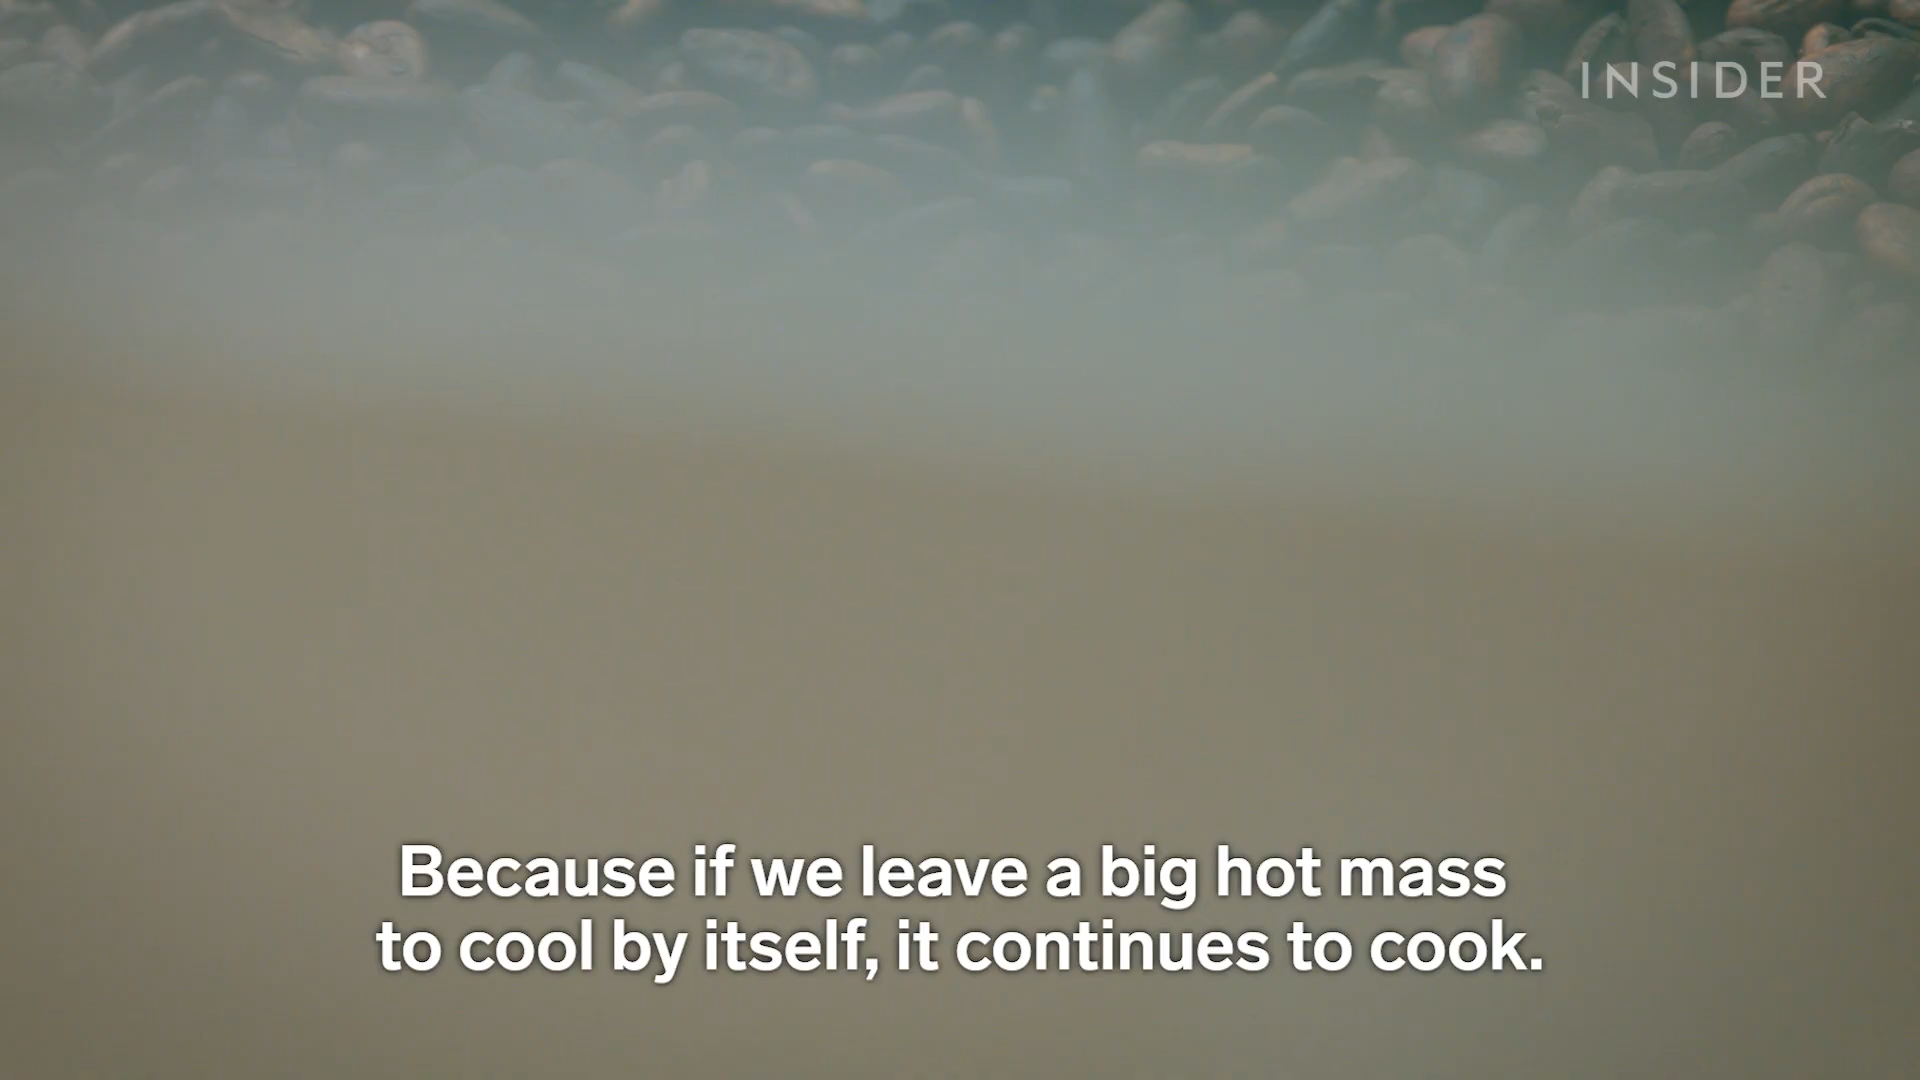 INSIDER
Because if we leave a big hot mass
to cool by itself, it continues to cook.